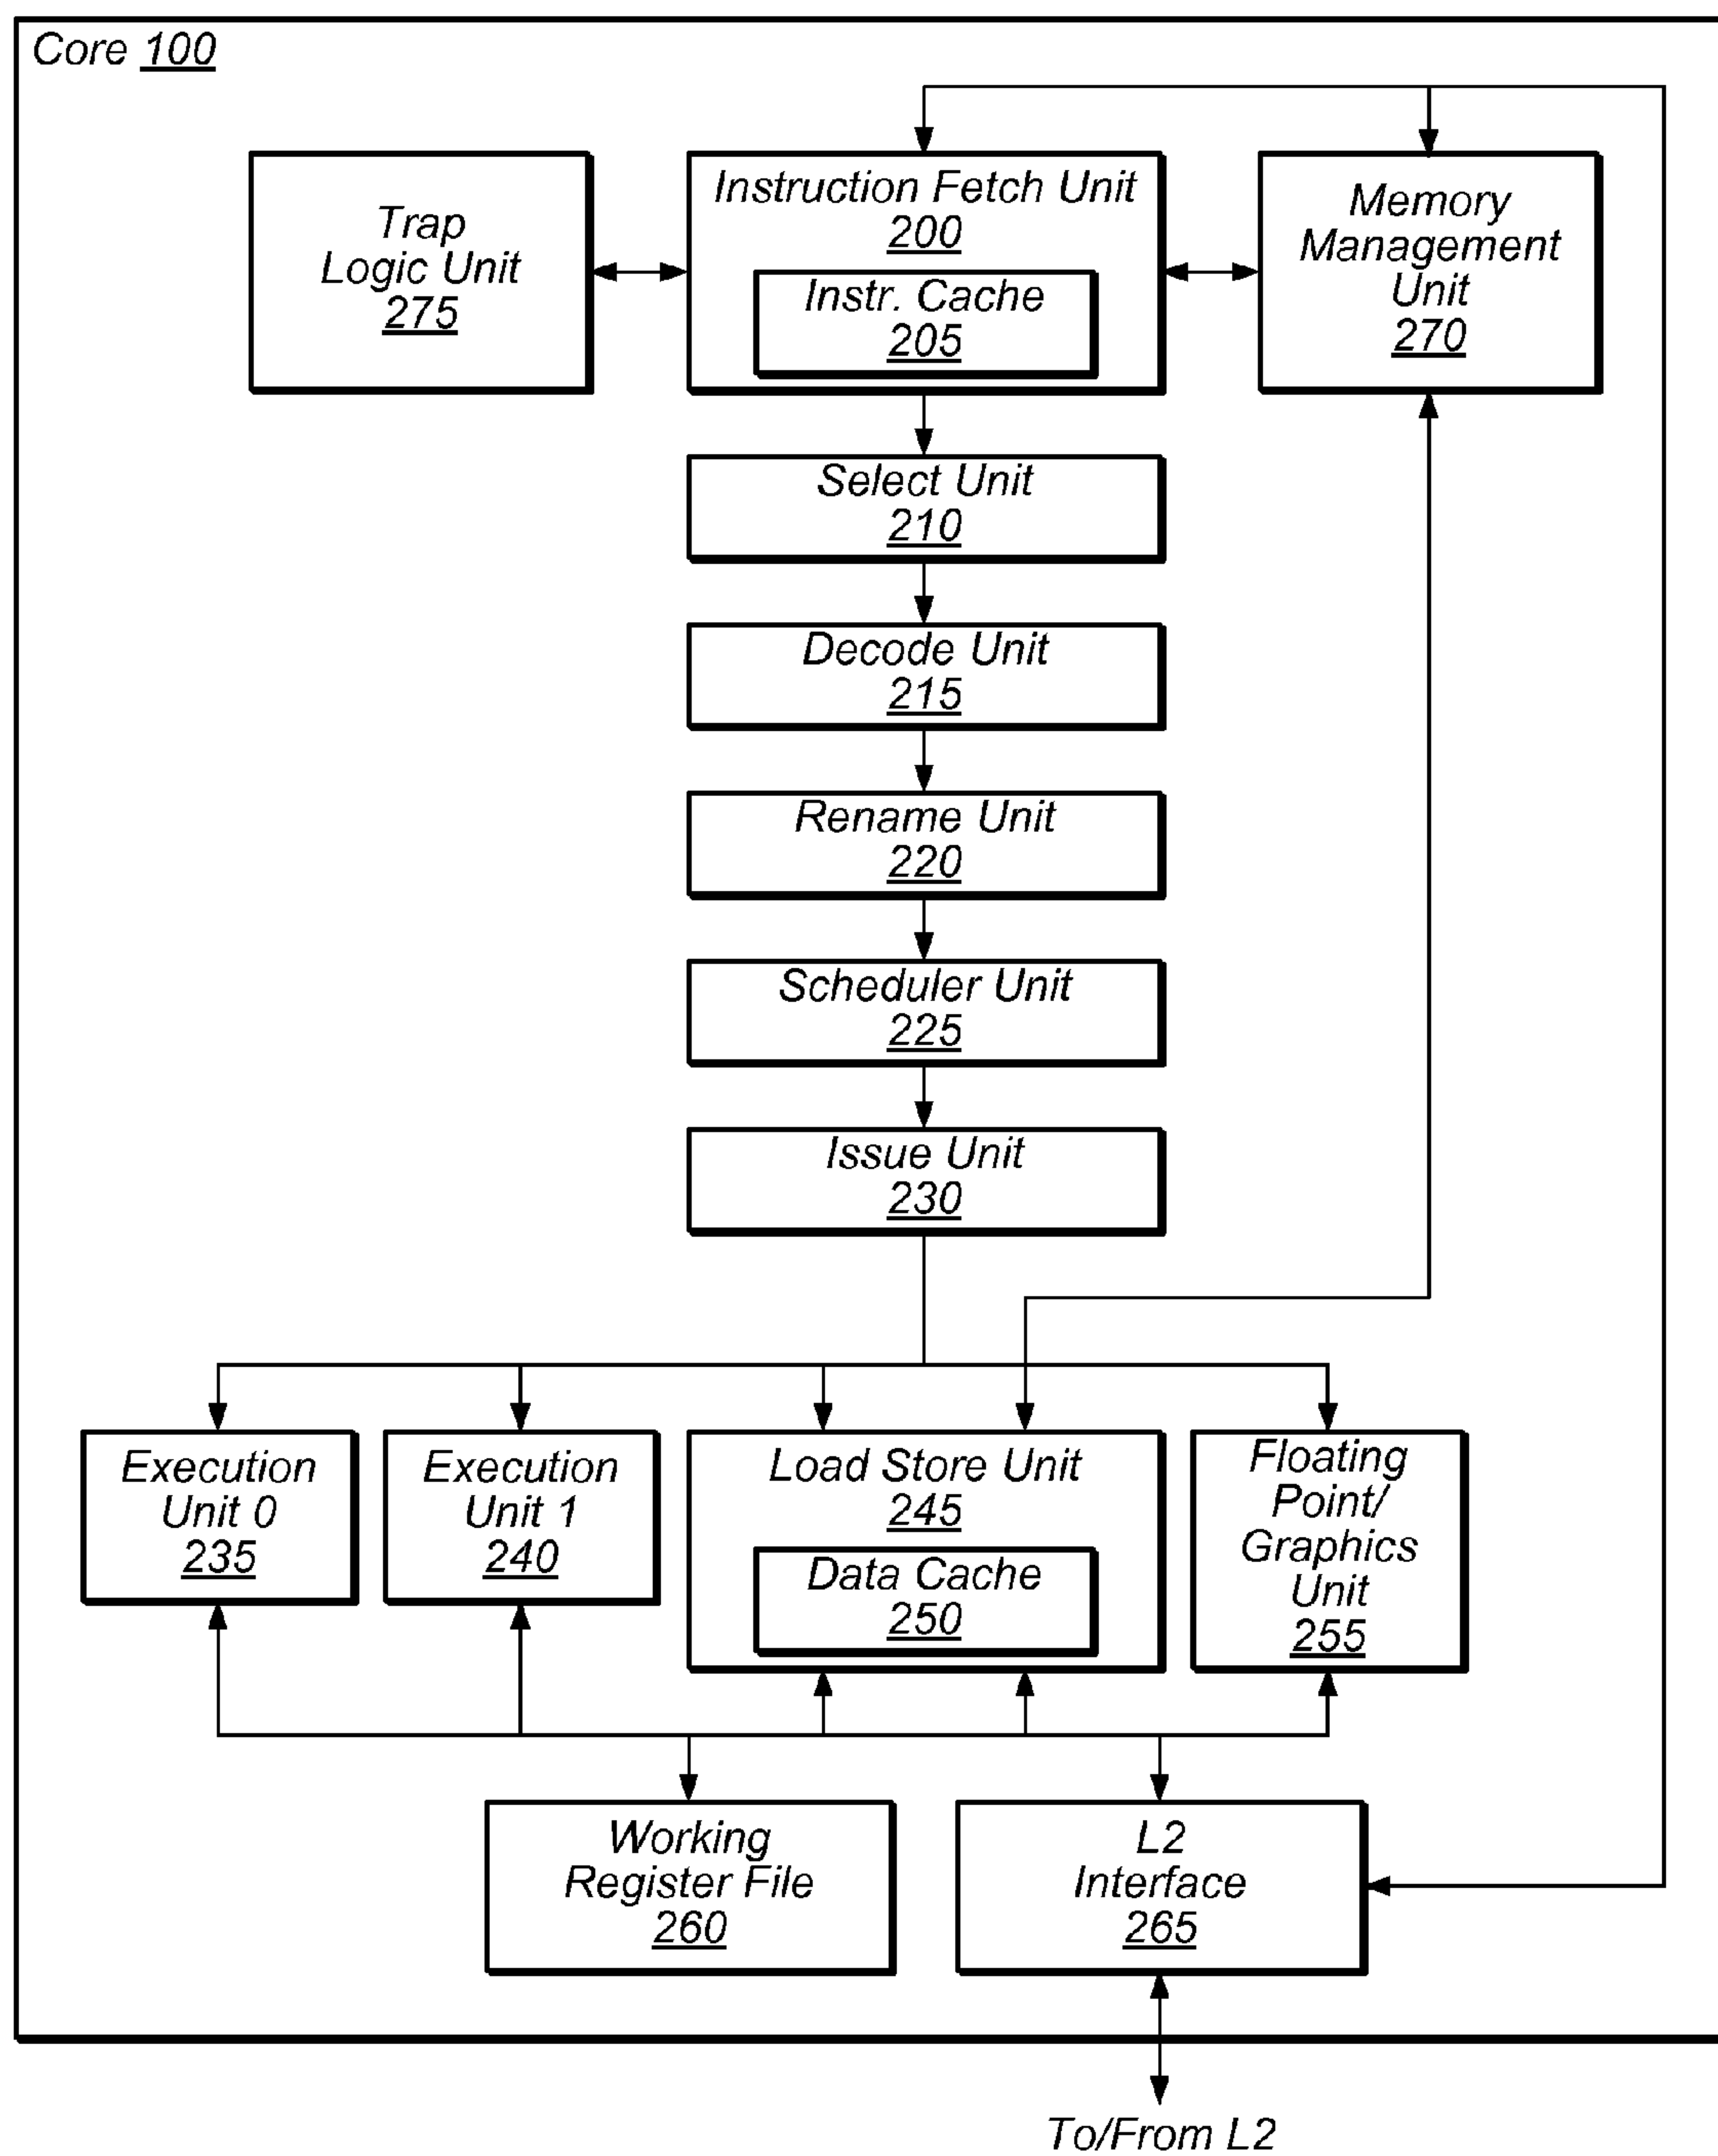 Core 100
Trap
Logic Unit
275
Instruction Fetch Unit
200
Instr. Cache
205
Memory
Management
Unit
270
Select Unit
210
Decode Unit
215
Rename Unit
220
Scheduler Unit
225
Issue Unit
230
Execution
Unit 0
235
Execution
Unit 1
240
Load Store Unit
245
Data Cache
250
Floating
Point/
Graphics
Unit
255
Working
Register File
260
L2
Interface
265
To/From L2